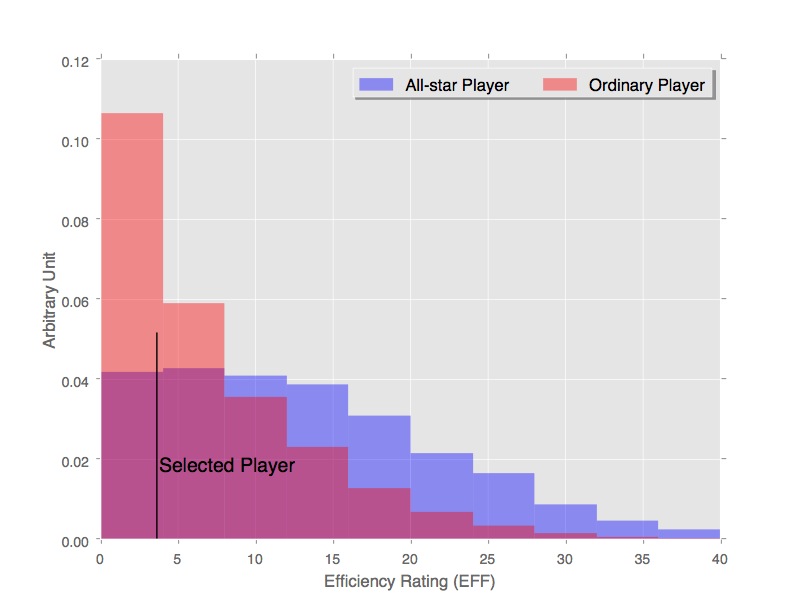 0.12
All-star Player Ordinary Player
0.10
0.08
0.06
Arbitrary Unit
0.04
0.02
Selected Player
0.00
0 5 10 15 20 25 30 35 40
Efficiency Rating (EFF)